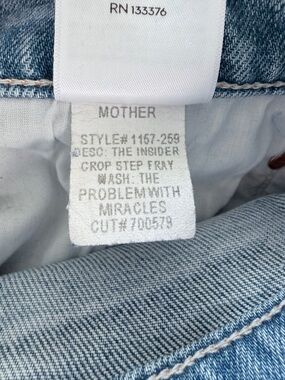 RN 133376
MOTHER
STYLE# 1157-259
DESC: THE INSIDER
CROP STEP FRAY
WASH: THE
PROBLEM WITH
MIRACLES
CUT# 700579